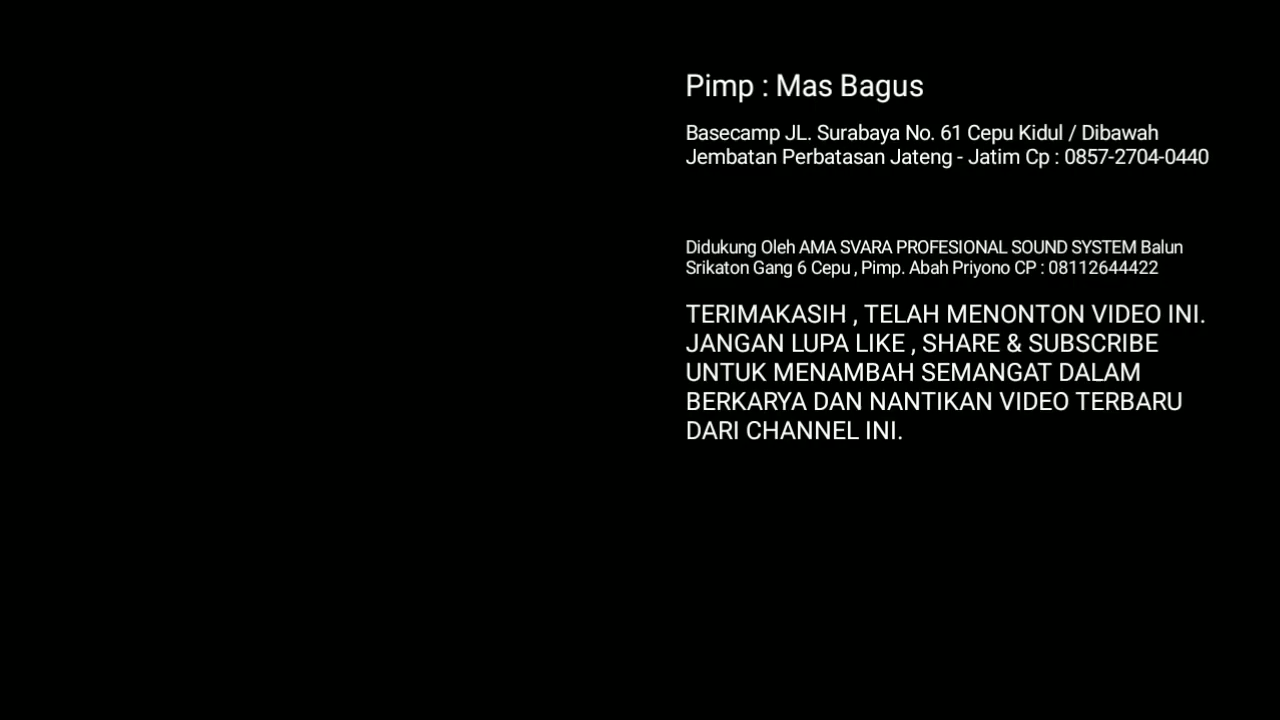 Pimp : Mas Bagus
Basecamp JL. Surabaya No. 61 Cepu Kidul / Dibawah
Jembatan Perbatasan Jateng - Jatim Cp : 0857-2704-0440
Didukung Oleh AMA SVARA PROFESIONAL SOUND SYSTEM Balun
Srikaton Gang 6 Cepu , Pimp. Abah Priyono CP : 08112644422
TERIMAKASIH , TELAH MENONTON VIDEO INI.
JANGAN LUPA LIKE , SHARE & SUBSCRIBE
UNTUK MENAMBAH SEMANGAT DALAM
BERKARYA DAN NANTIKAN VIDEO TERBARU
DARI CHANNEL INI.